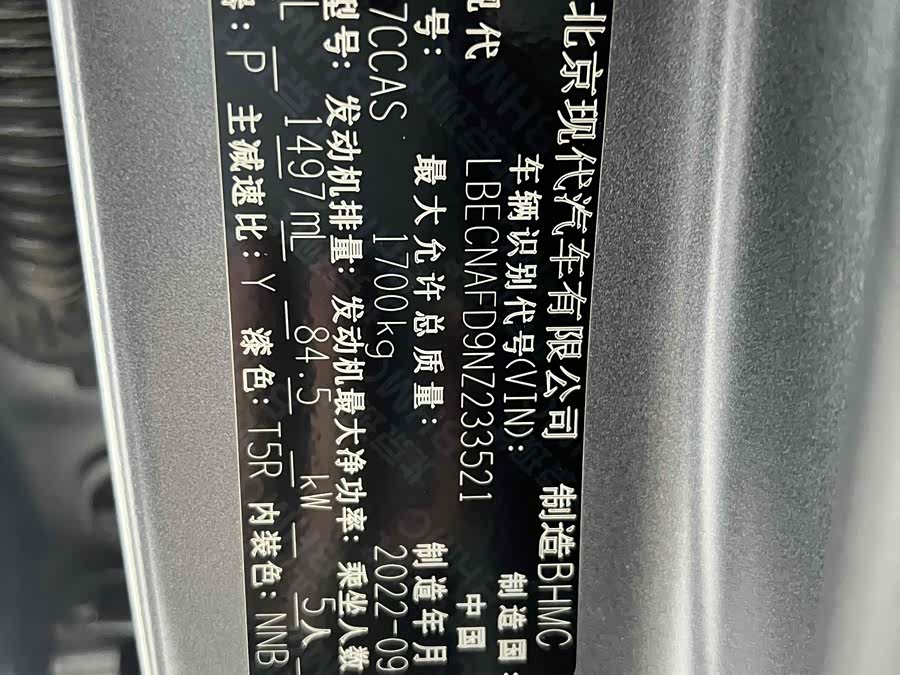 北京现代汽车有限公司 制造BHMC
车辆识别代号(VIN): 制造国:
现代 LBECNAFD9NZ233521 中国
号: 最大允许总质量: 制造年月
7CCAS 1700kg 2022-09
型号: 发动机排量: 发动机最大净功率: 乘坐人数
L 1497mL 84.5 kW 5人
: P 主减速比: Y 漆色: T5R 内装色: NNB